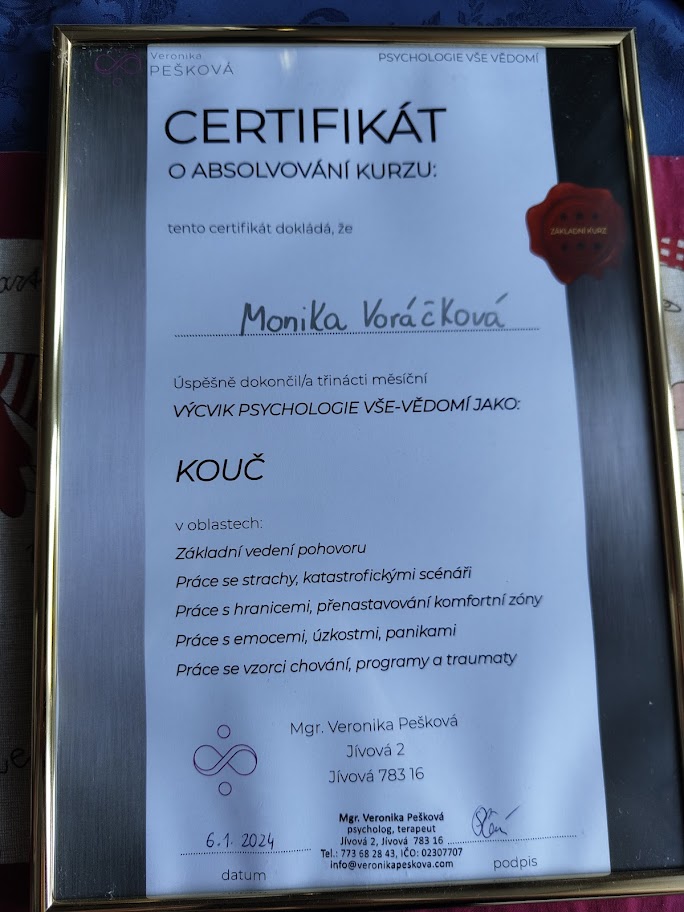 Veronika
PEŠKOVÁ
PSYCHOLOGIE VŠE VĚDOMÍ
CERTIFIKÁT
O ABSOLVOVÁNÍ KURZU:
tento certifikát dokládá, že
ZÁKLADNÍ KURZ
Monika Voráčková
Úspěšně dokončil/a třinácti měsíční
VÝCVIK PSYCHOLOGIE VŠE-VĚDOMÍ JAKO:
KOUČ
v oblastech:
Základní vedení pohovoru
Práce se strachy, katastrofickými scénáři
Práce s hranicemi, přenastavování komfortní zóny
Práce s emocemi, úzkostmi, panikami
Práce se vzorci chování, programy a traumaty
Mgr. Veronika Pešková
Jívová 2
Jívová 783 16
Mgr. Veronika Pešková
psycholog, terapeut
Jívová 2, Jívová 783 16
Tel.: 773 68 28 43, IČO: 02307707
info@veronikapeskova.com
6.1. 2024
datum
podpis